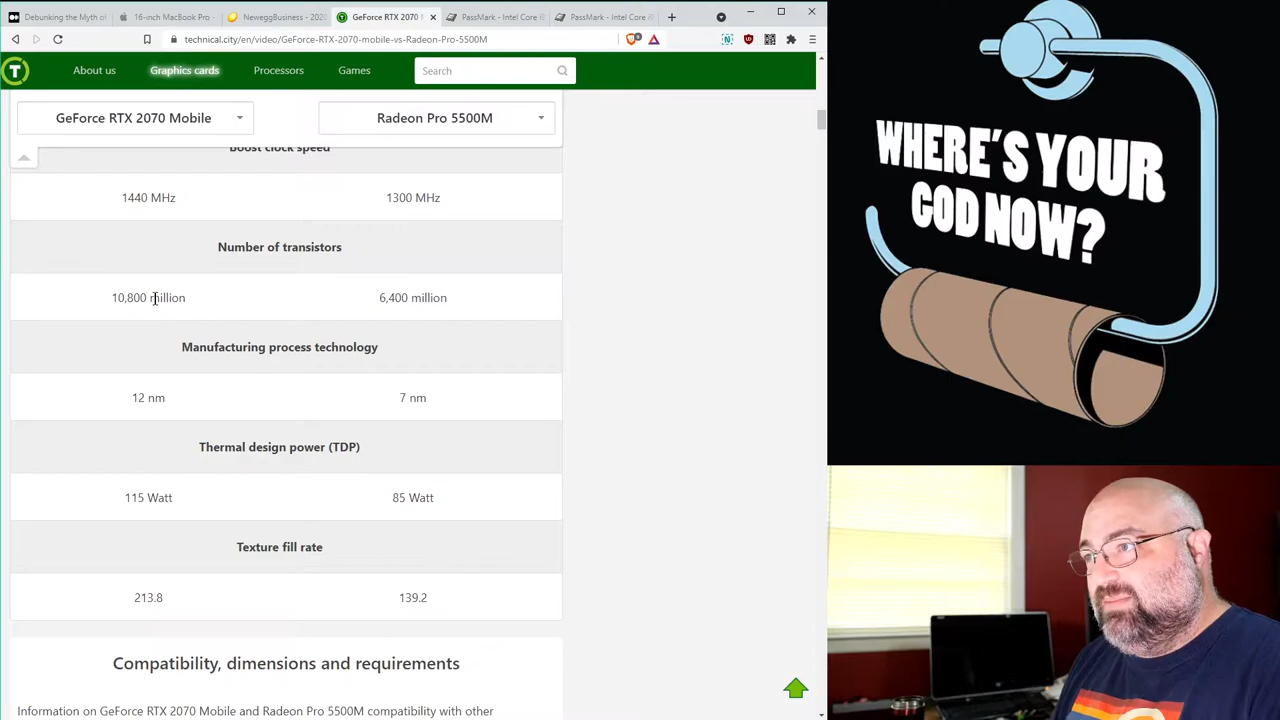 Debunking the Myth of
16-inch MacBook Pro -
NeweggBusiness - 2020
GeForce RTX 2070 M
PassMark - Intel Core i9
PassMark - Intel Core i
technical.city/en/video/GeForce-RTX-2070-mobile-vs-Radeon-Pro-5500M
T
About us
Graphics cards
Processors
Games
Search
GeForce RTX 2070 Mobile
Radeon Pro 5500M
Boost clock speed
1440 MHz
1300 MHz
Number of transistors
10,800 million
6,400 million
Manufacturing process technology
12 nm
7 nm
Thermal design power (TDP)
115 Watt
85 Watt
Texture fill rate
213.8
139.2
Compatibility, dimensions and requirements
Information on GeForce RTX 2070 Mobile and Radeon Pro 5500M compatibility with other
WHERE'S YOUR
GOD NOW?